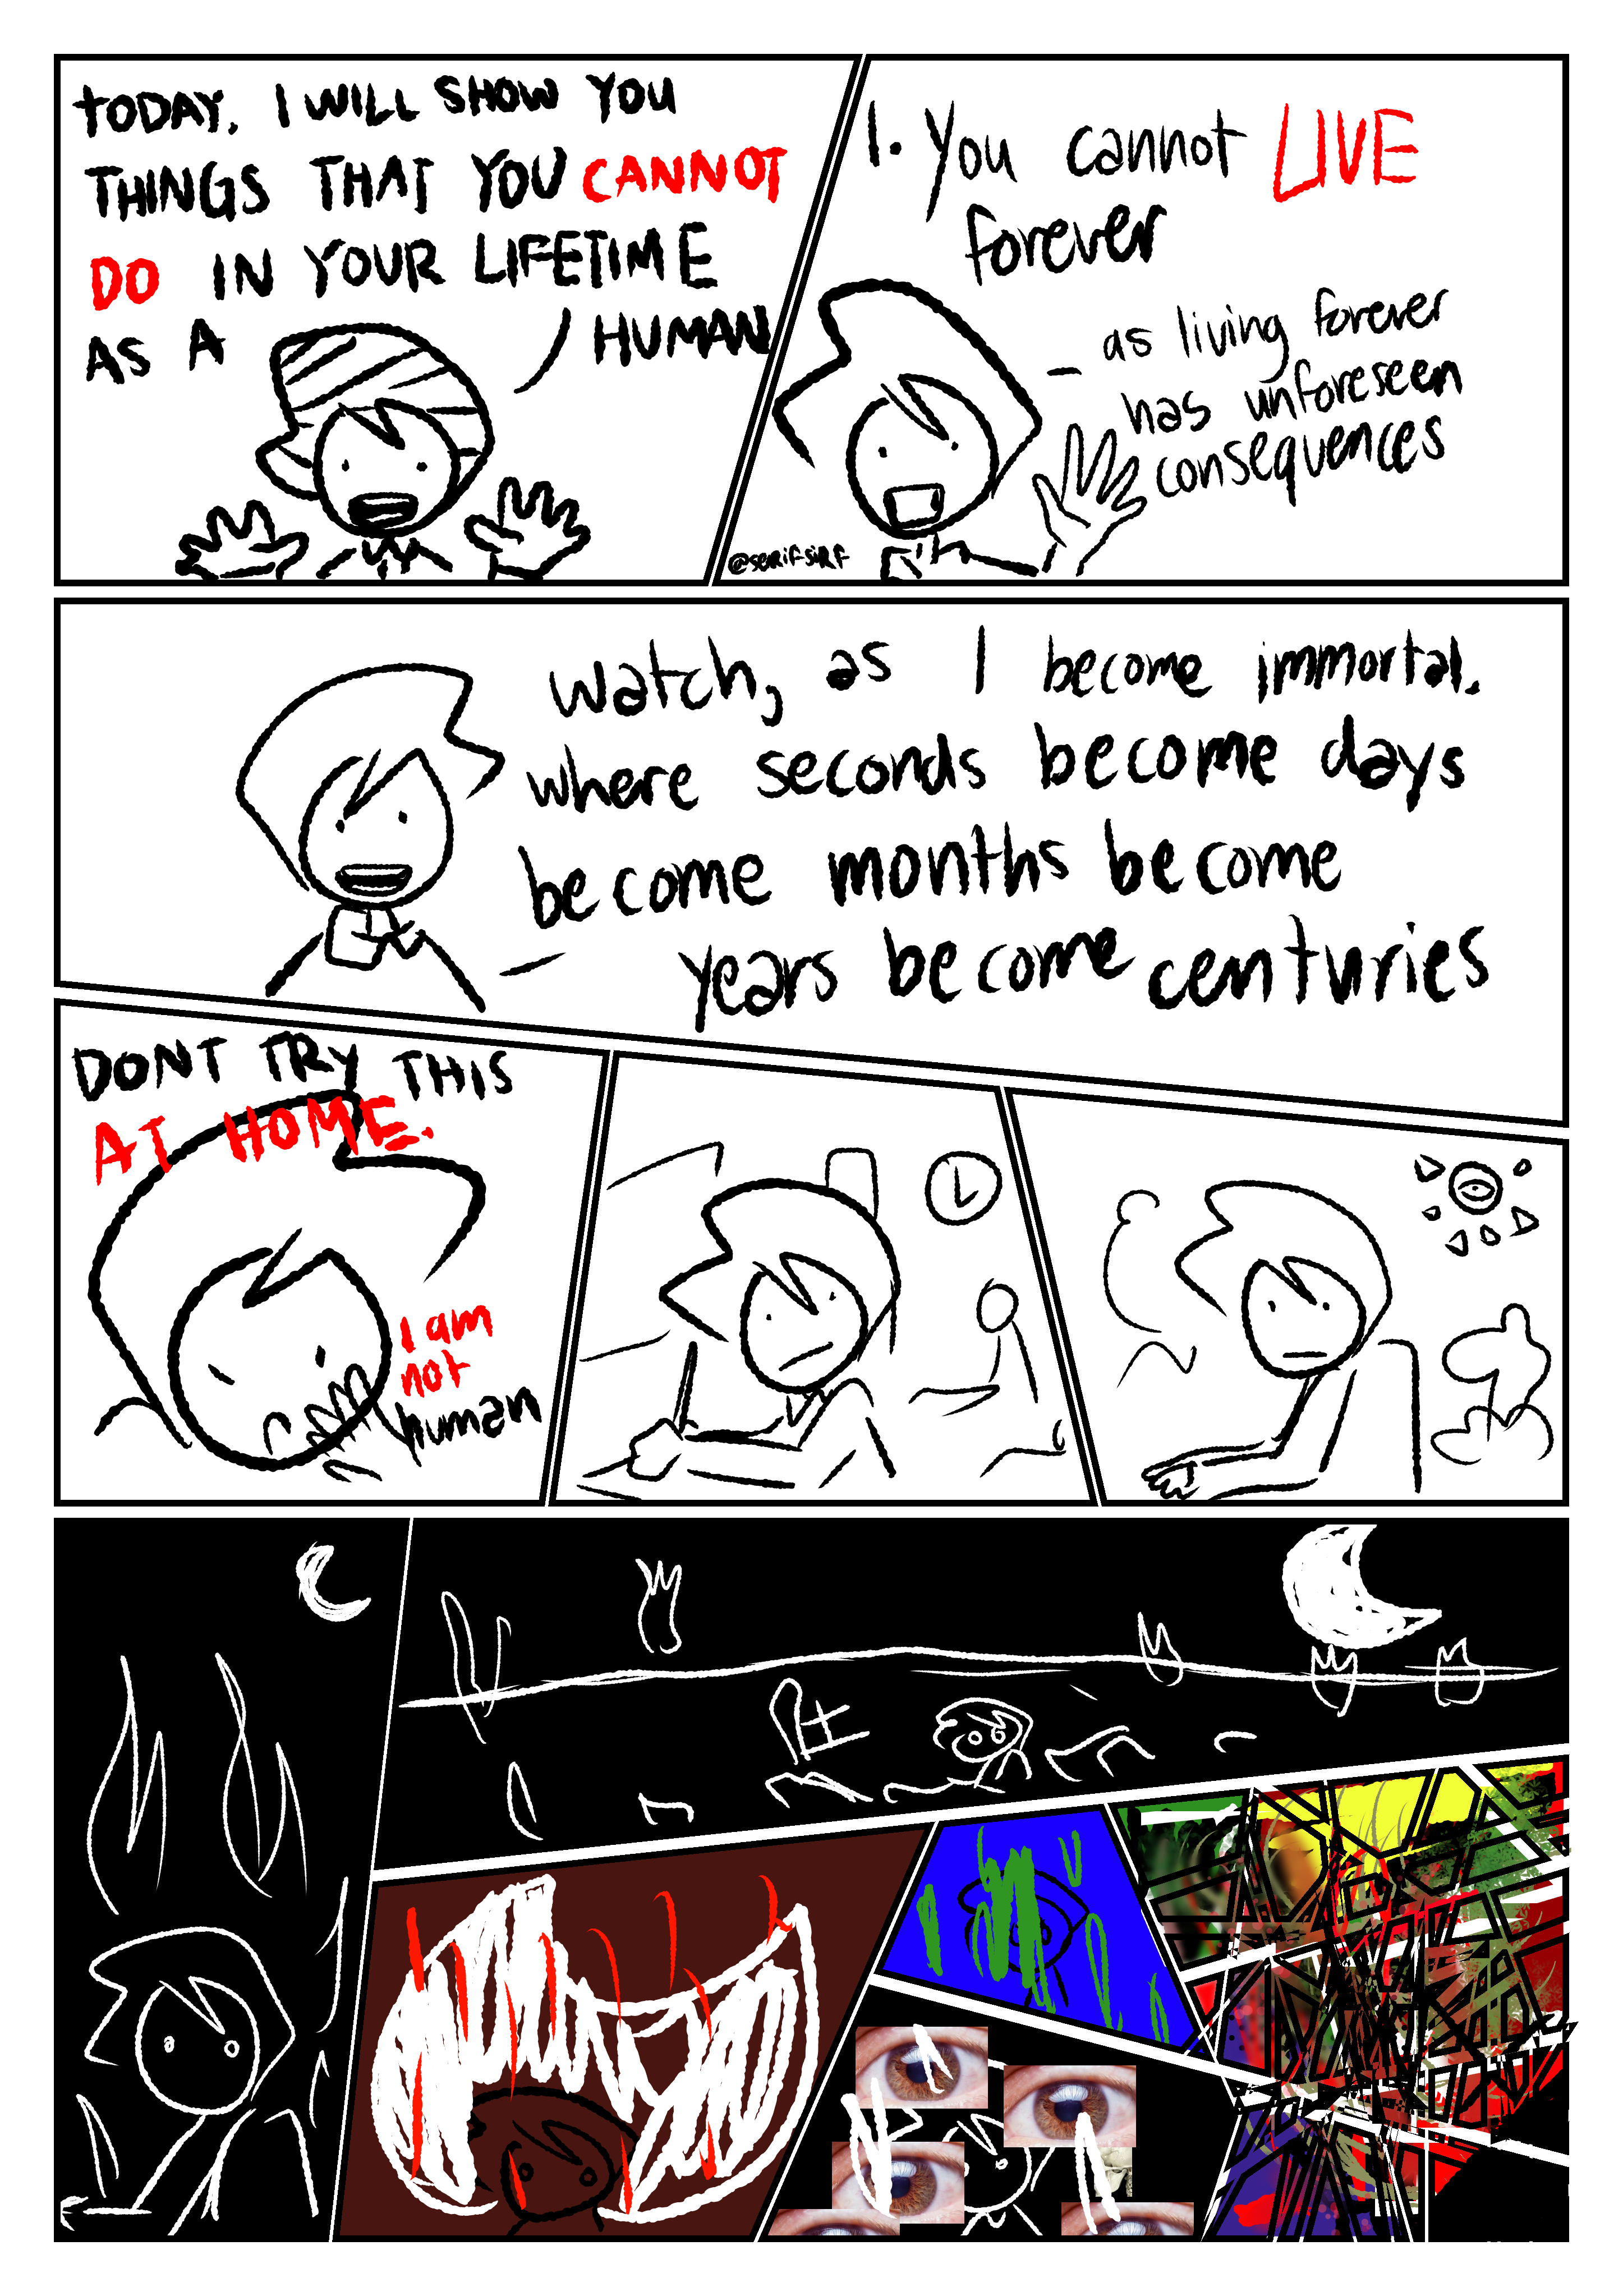 TODAY, I WILL SHOW YOU
THINGS THAT YOU CANNOT
DO IN YOUR LIFETIME
AS A HUMAN
1. You cannot LIVE
forever
as living forever
has unforeseen
consequences
@serifsirf
Watch, as I become immortal.
where seconds become days
become months become
years become centuries
DONT TRY THIS
AT HOME.
I am
not
human